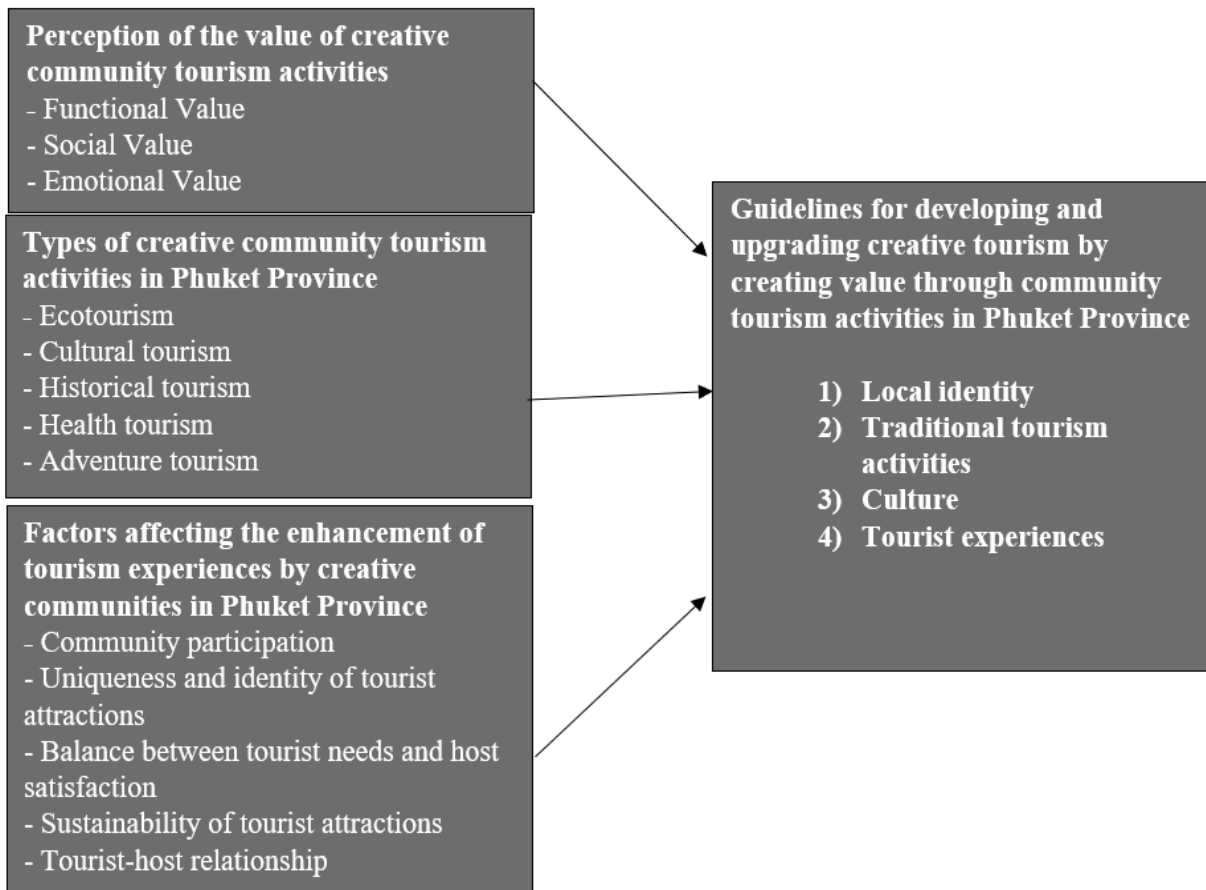 Perception of the value of creative
community tourism activities
- Functional Value
- Social Value
- Emotional Value
Types of creative community tourism
activities in Phuket Province
- Ecotourism
- Cultural tourism
- Historical tourism
- Health tourism
- Adventure tourism
Factors affecting the enhancement of
tourism experiences by creative
communities in Phuket Province
- Community participation
- Uniqueness and identity of tourist
attractions
- Balance between tourist needs and host
satisfaction
- Sustainability of tourist attractions
- Tourist-host relationship
Guidelines for developing and
upgrading creative tourism by
creating value through community
tourism activities in Phuket Province
1) Local identity
2) Traditional tourism
activities
3) Culture
4) Tourist experiences